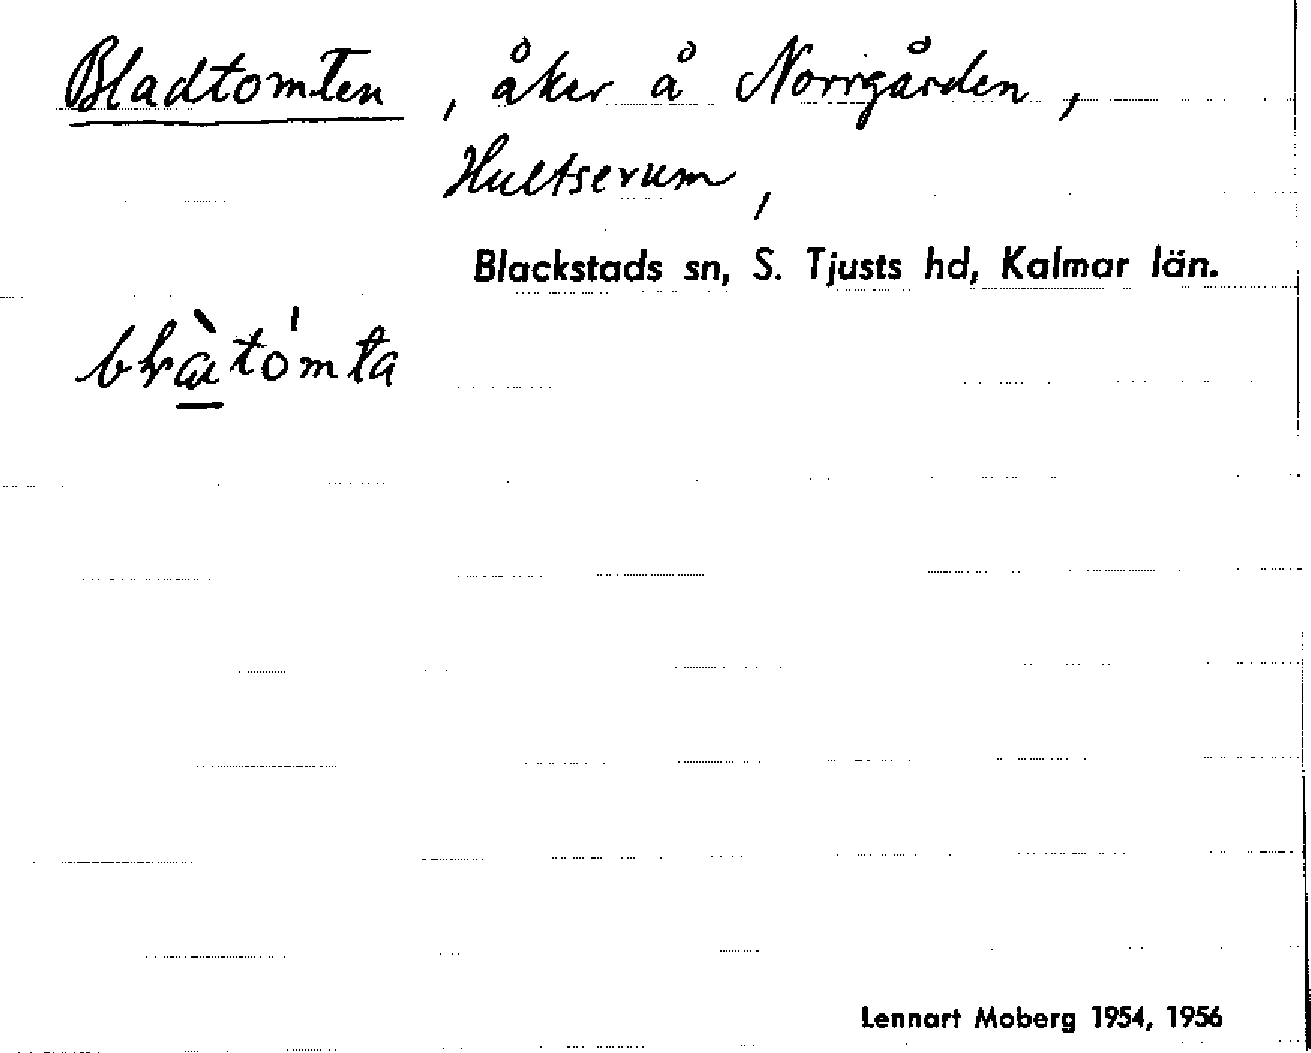 Bladtomten, åker å Norrgården,
Hultserum,
Blackstads sn, S. Tjusts hd, Kalmar län.
blàtómta
Lennart Moberg 1954, 1956